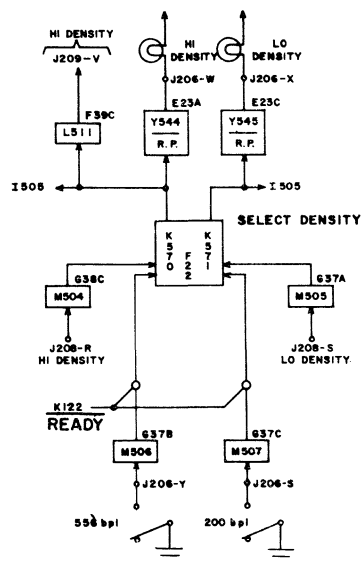 HI DENSITY
J209-V
HI
DENSITY
LO
DENSITY
J206-W
J206-X
F39C
E23A
E23C
L511
Y544
R.P.
Y545
R.P.
I506
I505
SELECT DENSITY
K570
F22
K571
G38C
M504
G37A
M505
J208-R
HI DENSITY
J208-S
LO DENSITY
K122
READY
G37B
M506
G37C
M507
J206-Y
J206-S
556 bpi
200 bpi